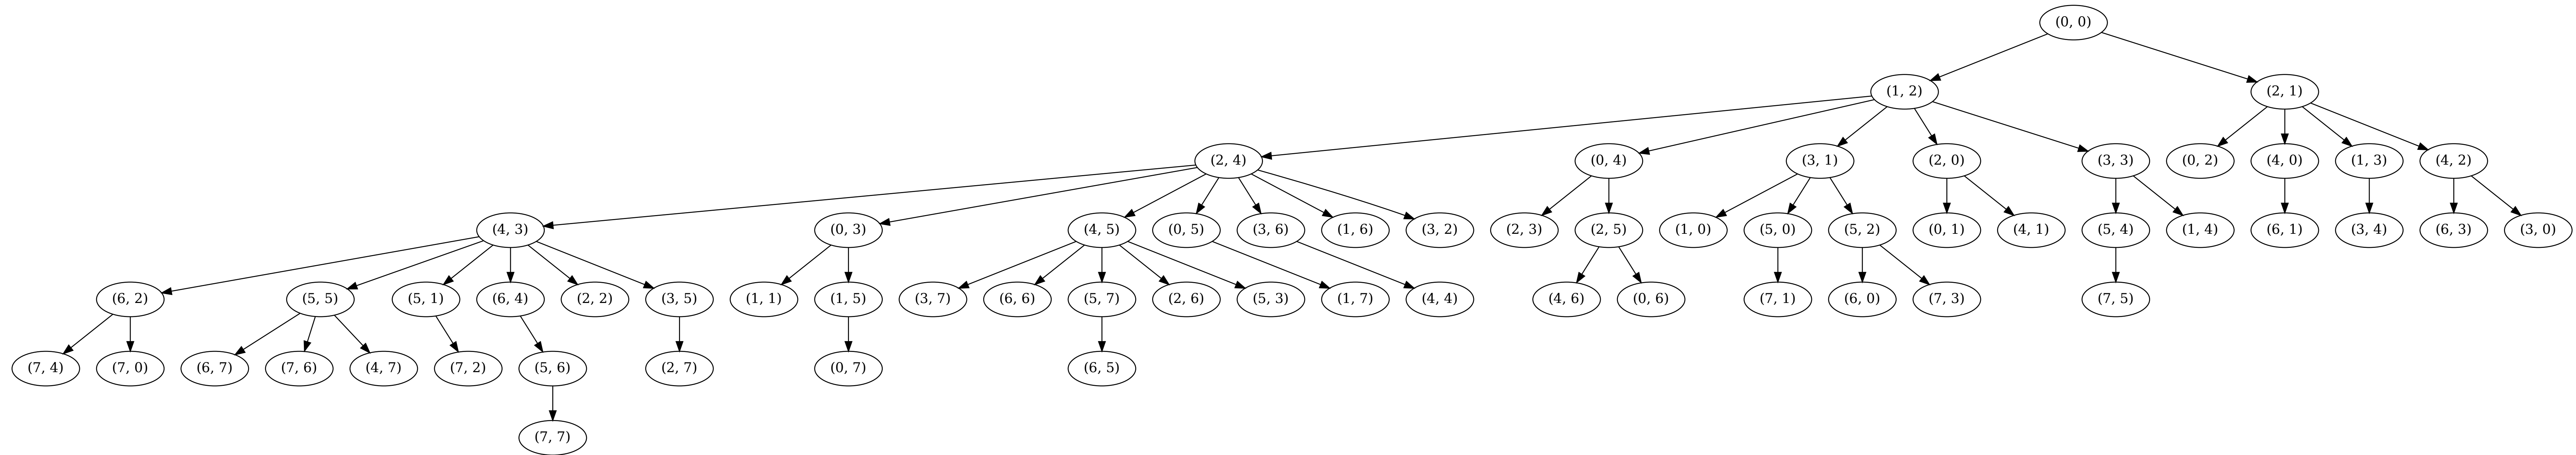 (0, 0)
(1, 2) (2, 1)
(2, 4) (0, 4) (3, 1) (2, 0) (3, 3) (0, 2) (4, 0) (1, 3) (4, 2)
(4, 3) (0, 3) (4, 5) (0, 5) (3, 6) (1, 6) (3, 2) (2, 3) (2, 5) (1, 0) (5, 0) (5, 2) (0, 1) (4, 1) (5, 4) (1, 4) (6, 1) (3, 4) (6, 3) (3, 0)
(6, 2) (5, 5) (5, 1) (6, 4) (2, 2) (3, 5) (1, 1) (1, 5) (3, 7) (6, 6) (5, 7) (2, 6) (5, 3) (1, 7) (4, 4) (4, 6) (0, 6) (7, 1) (6, 0) (7, 3) (7, 5)
(7, 4) (7, 0) (6, 7) (7, 6) (4, 7) (7, 2) (5, 6) (2, 7) (0, 7) (6, 5)
(7, 7)